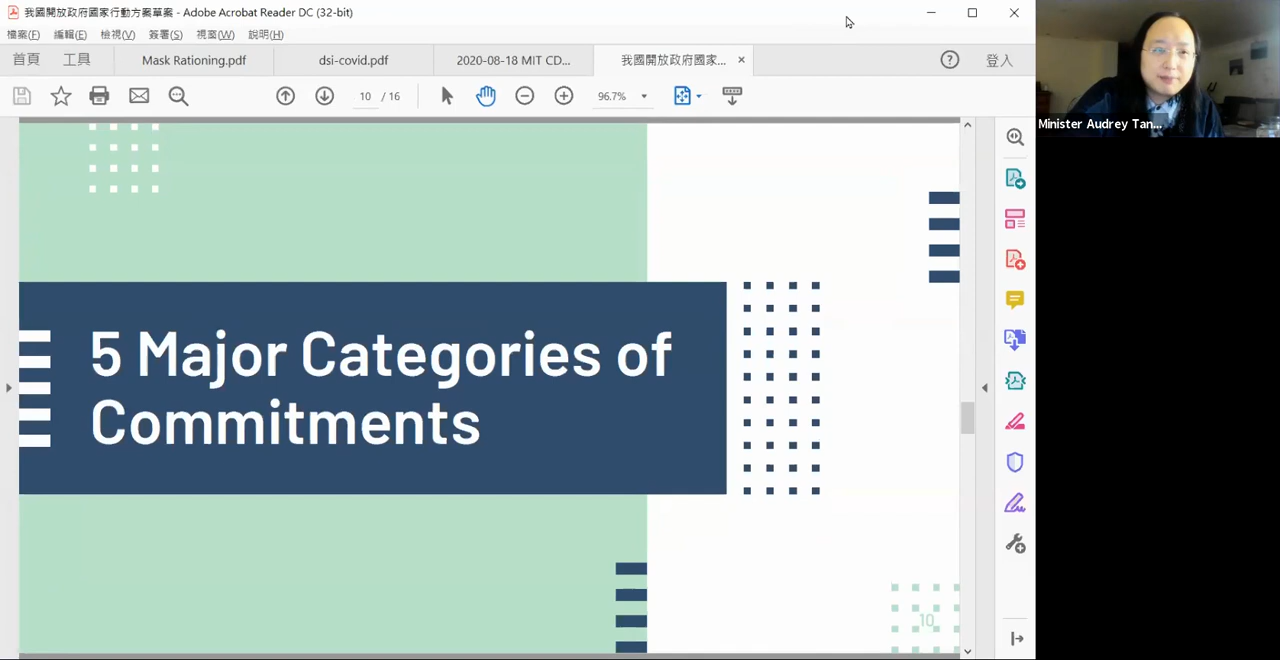 我國開放政府國家行動方案草案 - Adobe Acrobat Reader DC (32-bit)
檔案(F) 編輯(E) 檢視(V) 簽署(S) 視窗(W) 說明(H)
首頁 工具 Mask Rationing.pdf dsi-covid.pdf 2020-08-18 MIT CD... 我國開放政府國家... × ? 登入
10 / 16 96.7%
Minister Audrey Tan...
5 Major Categories of
Commitments
10